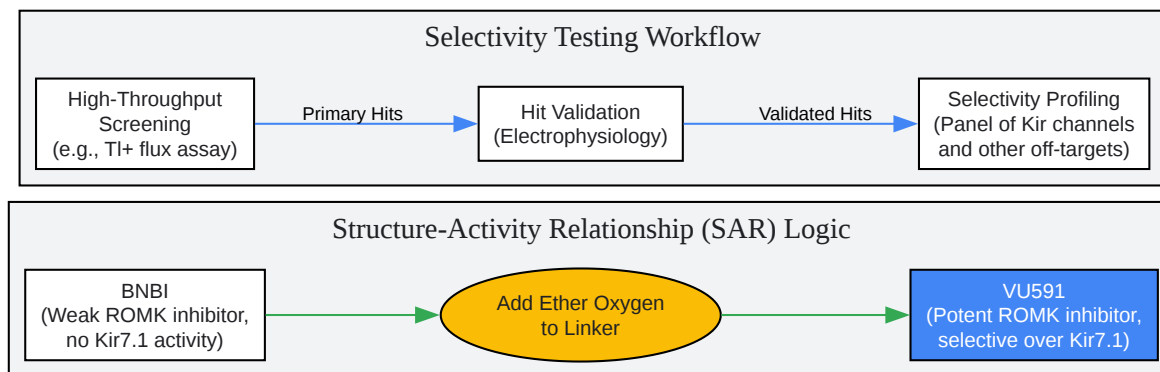 Selectivity Testing Workflow
High-Throughput
Screening
(e.g., Tl+ flux assay)
Primary Hits
Hit Validation
(Electrophysiology)
Validated Hits
Selectivity Profiling
(Panel of Kir channels
and other off-targets)
Structure-Activity Relationship (SAR) Logic
BNBI
(Weak ROMK inhibitor,
no Kir7.1 activity)
Add Ether Oxygen
to Linker
VU591
(Potent ROMK inhibitor,
selective over Kir7.1)